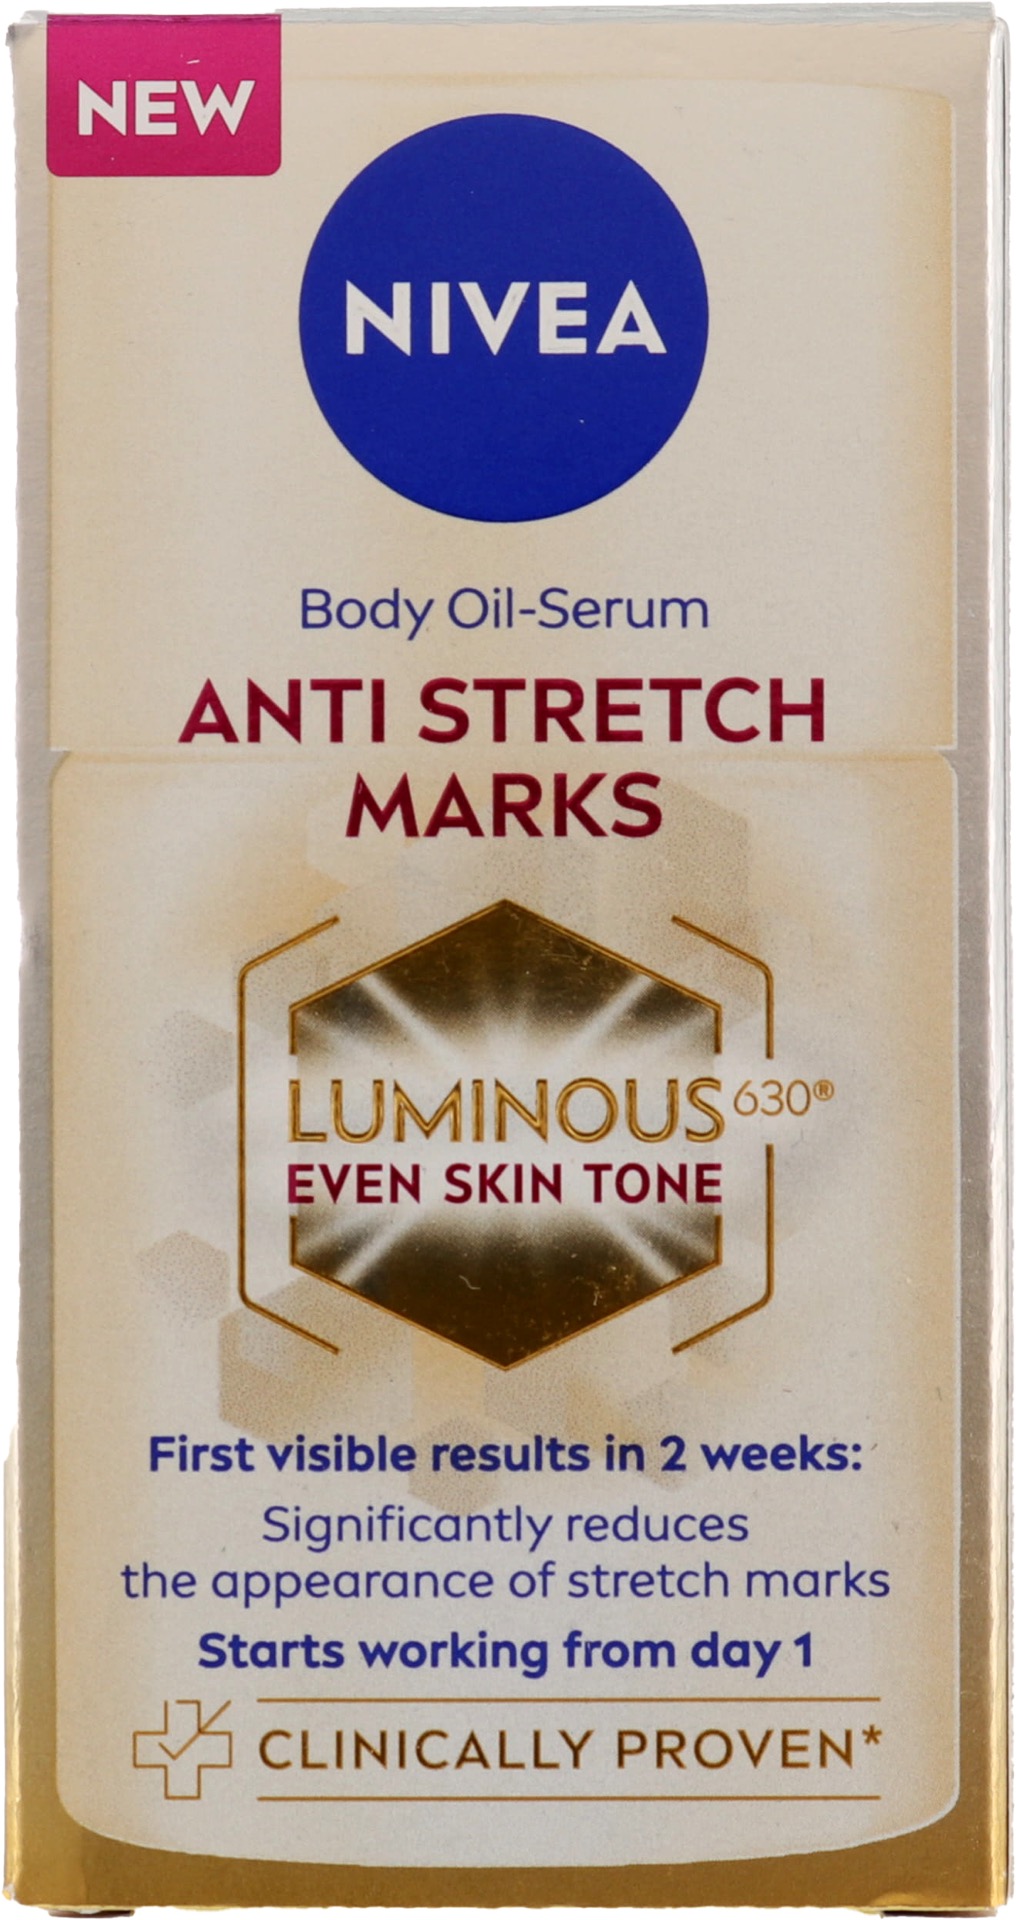 NEW
NIVEA
Body Oil-Serum
ANTI STRETCH
MARKS
LUMINOUS630®
EVEN SKIN TONE
First visible results in 2 weeks:
Significantly reduces
the appearance of stretch marks
Starts working from day 1
CLINICALLY PROVEN*